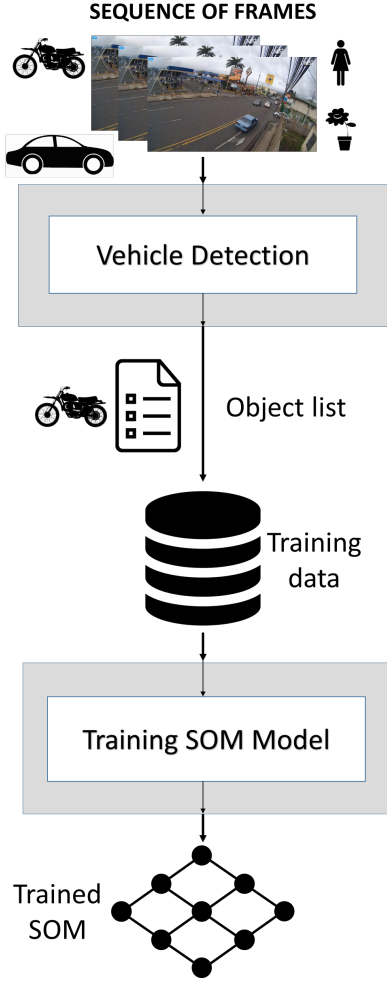 SEQUENCE OF FRAMES
Vehicle Detection
Object list
Training
data
Training SOM Model
Trained
SOM